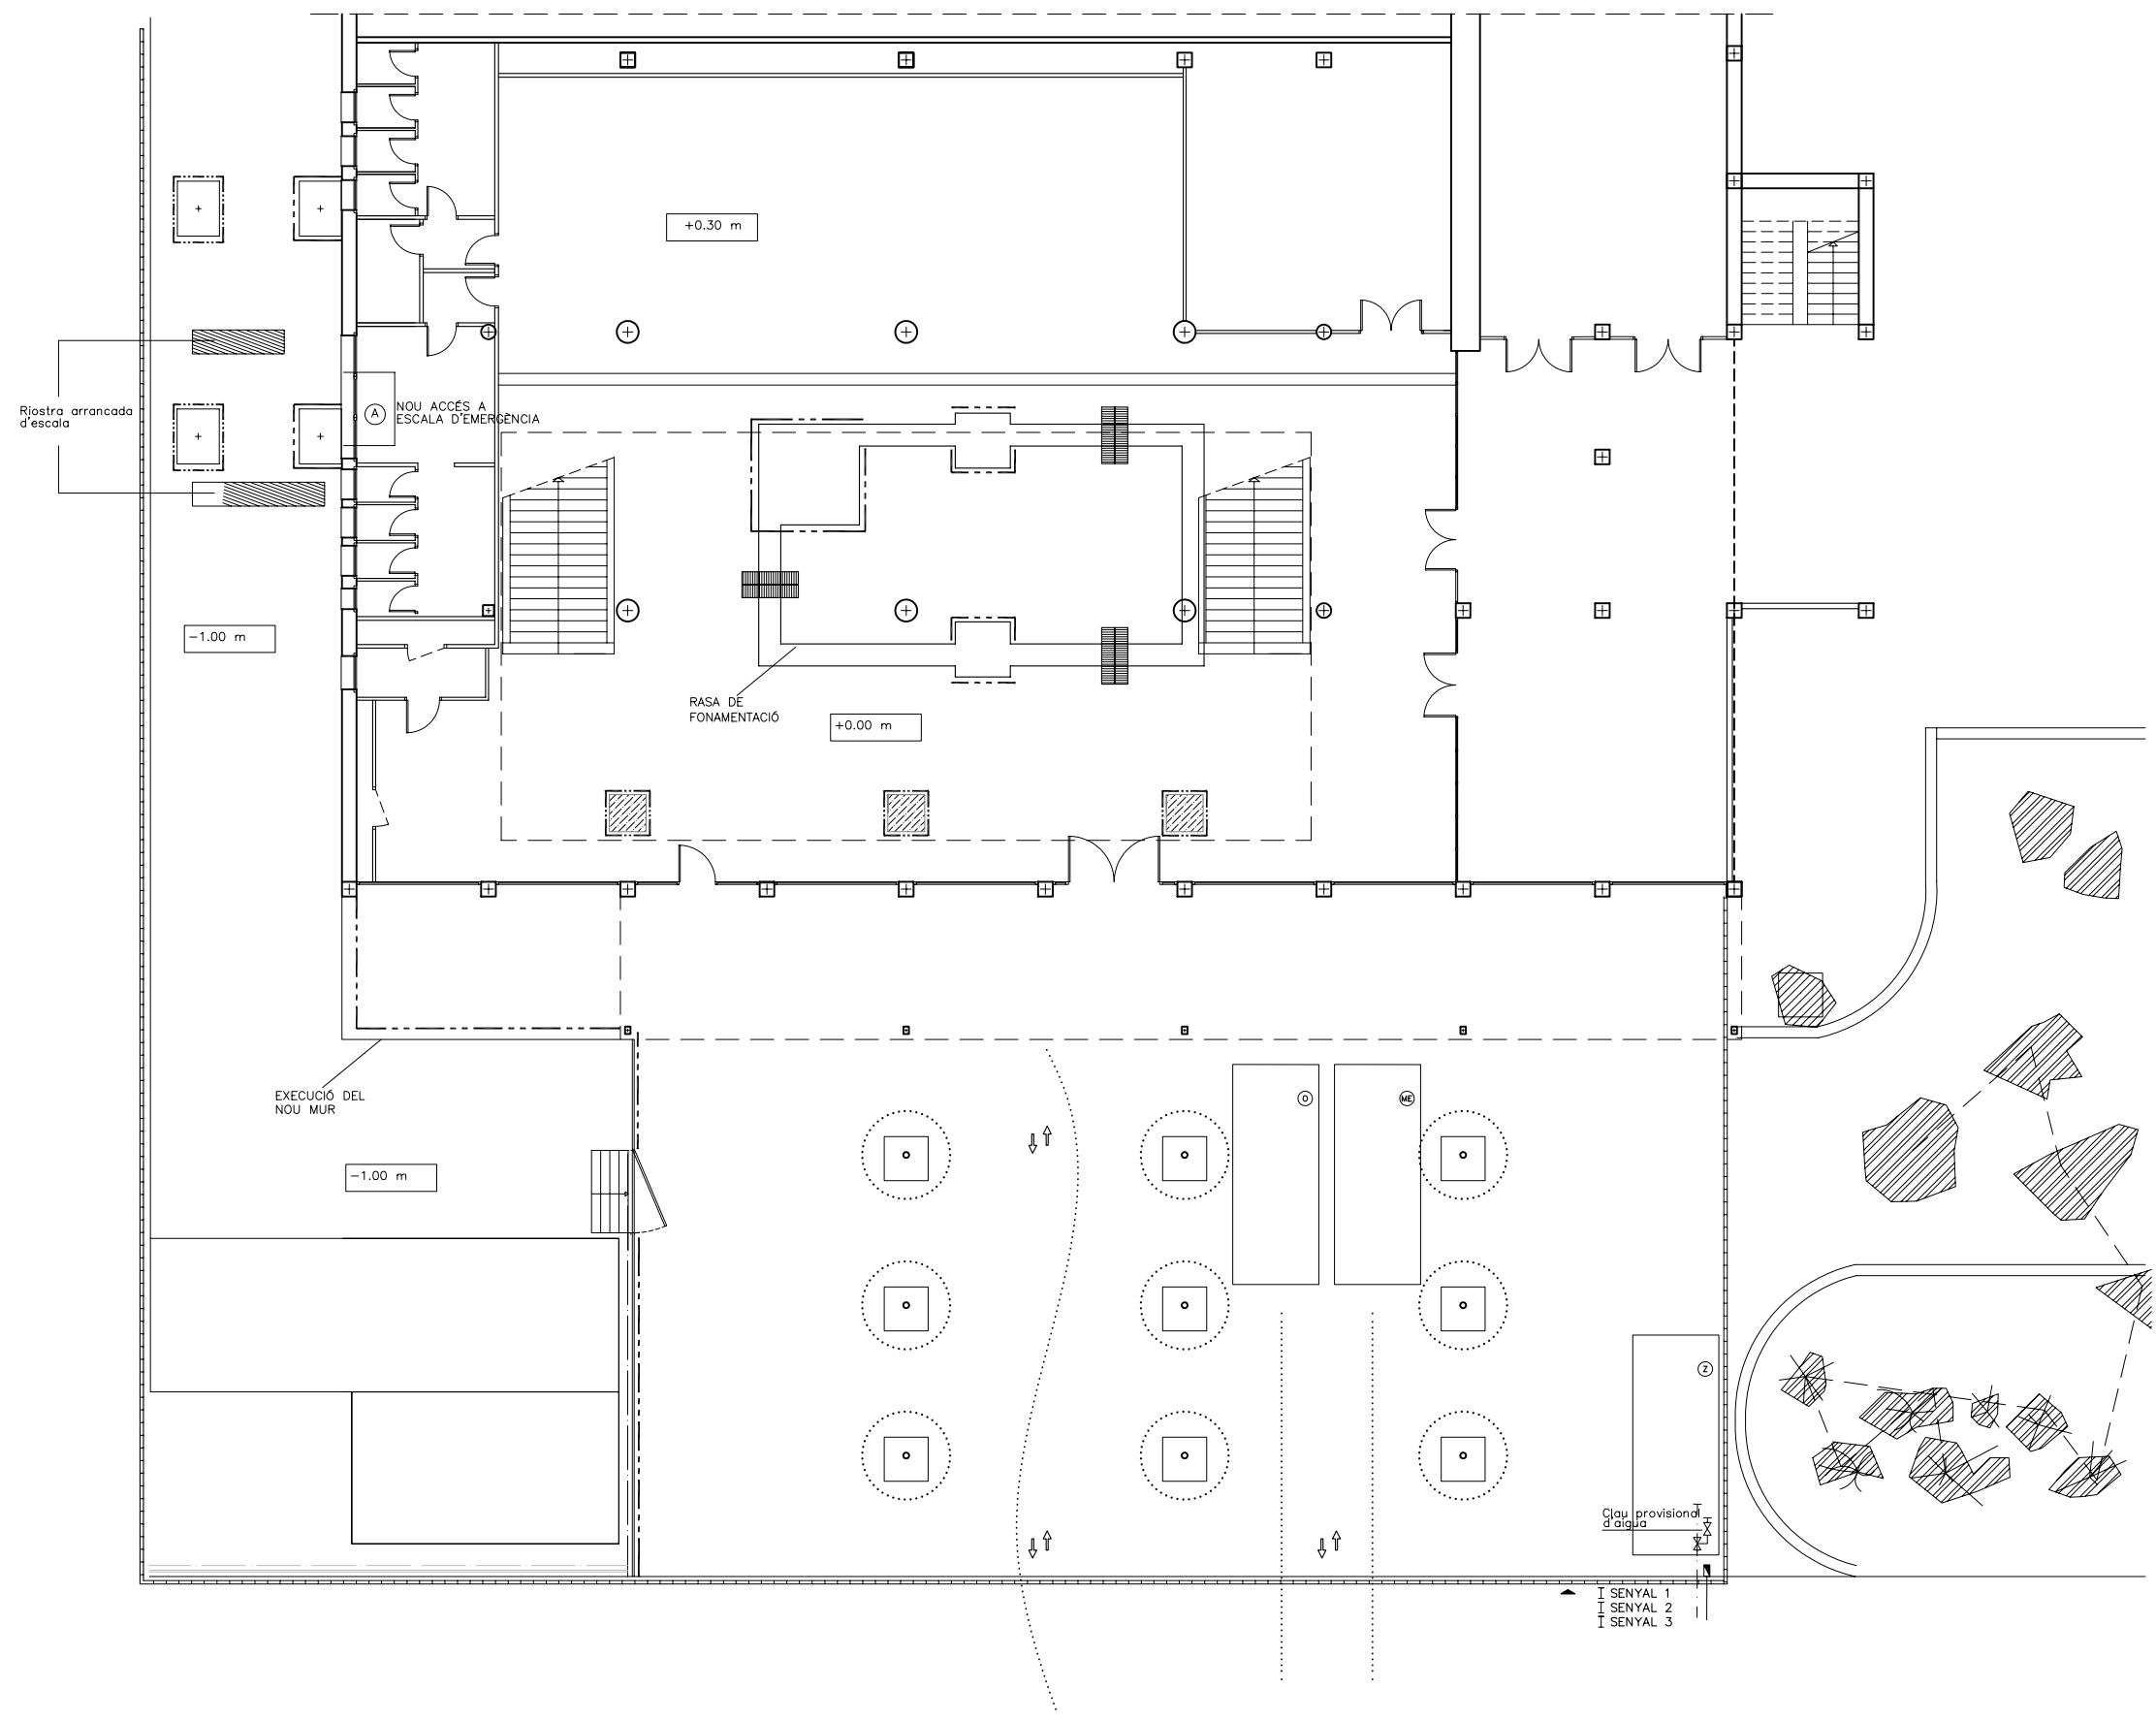 +0.30 m
Riostra arrancada
d'escala
A
NOU ACCÉS A
ESCALA D'EMERGÈNCIA
-1.00 m
RASA DE
FONAMENTACIÓ
+0.00 m
EXECUCIÓ DEL
NOU MUR
O
ME
-1.00 m
Z
Clau provisional
d'aigua
SENYAL 1
SENYAL 2
SENYAL 3